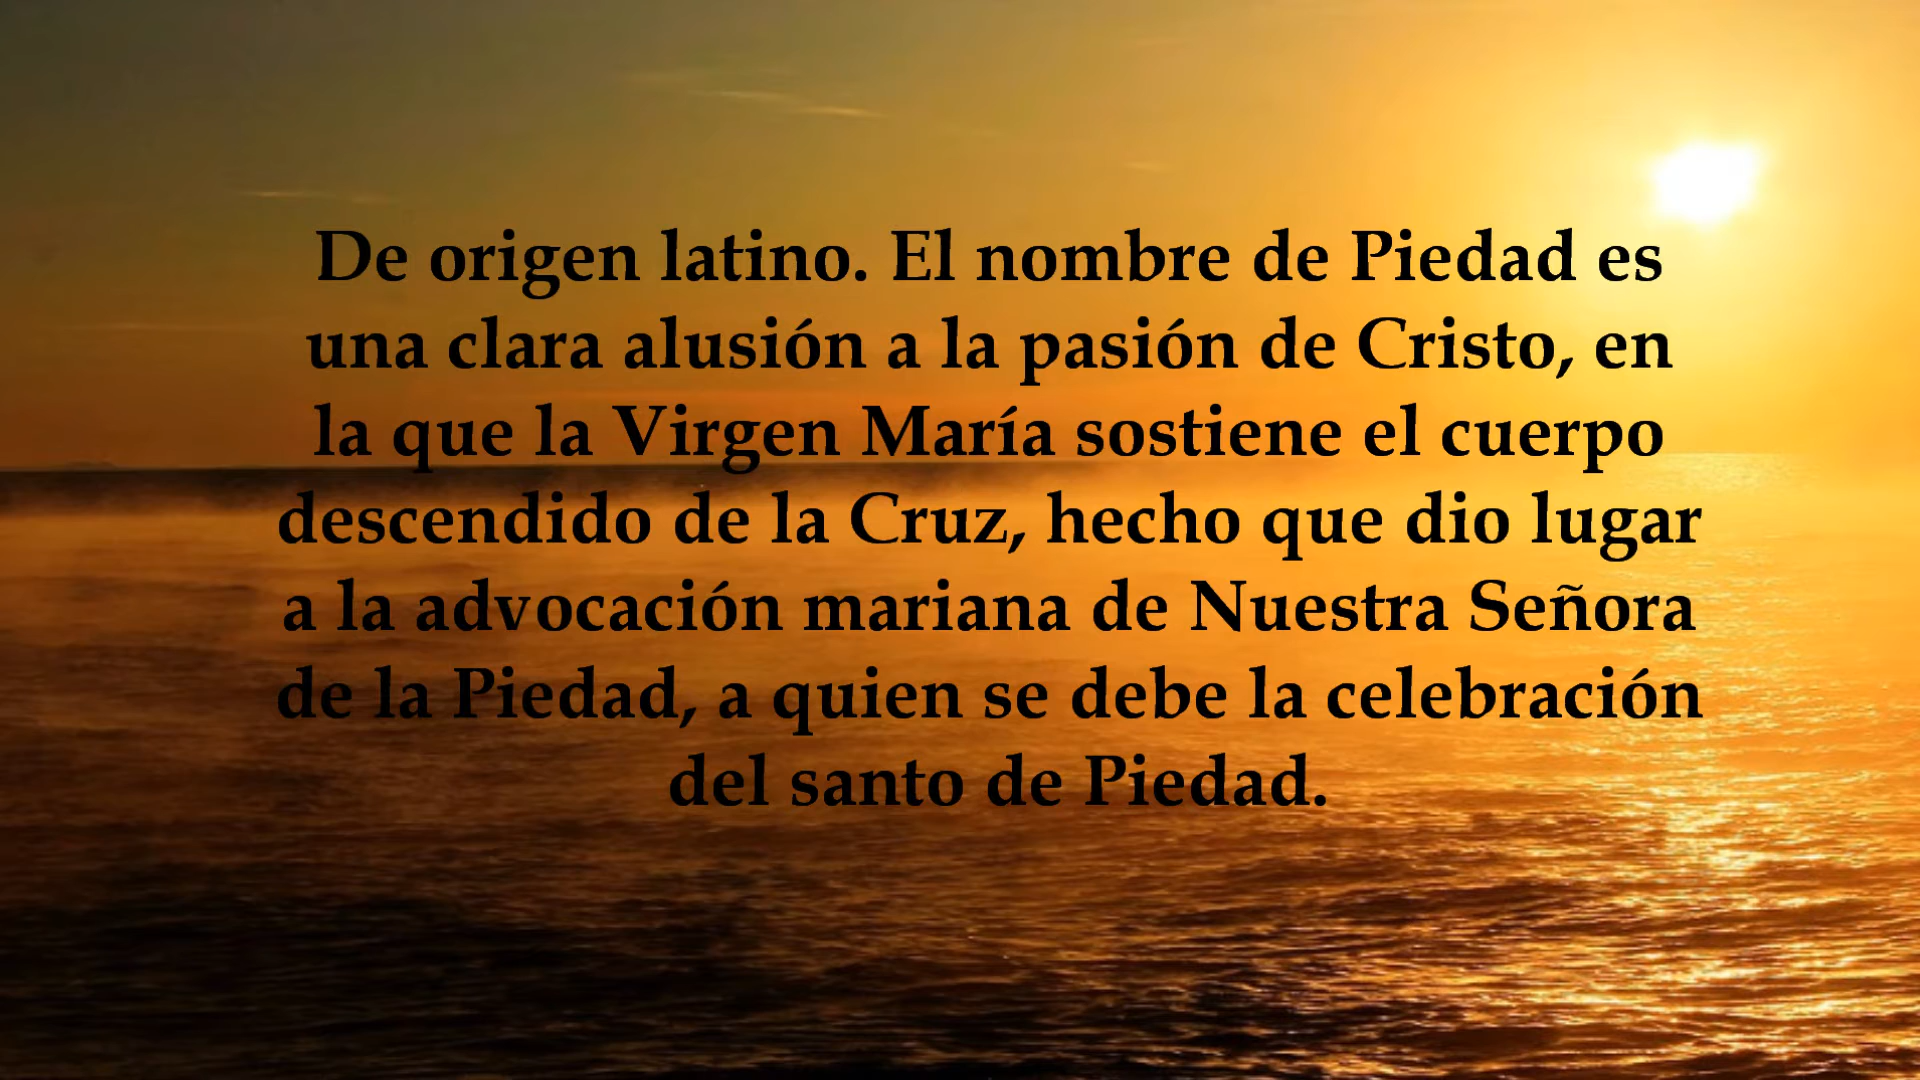 De origen latino. El nombre de Piedad es
una clara alusión a la pasión de Cristo, en
la que la Virgen María sostiene el cuerpo
descendido de la Cruz, hecho que dio lugar
a la advocación mariana de Nuestra Señora
de la Piedad, a quien se debe la celebración
del santo de Piedad.